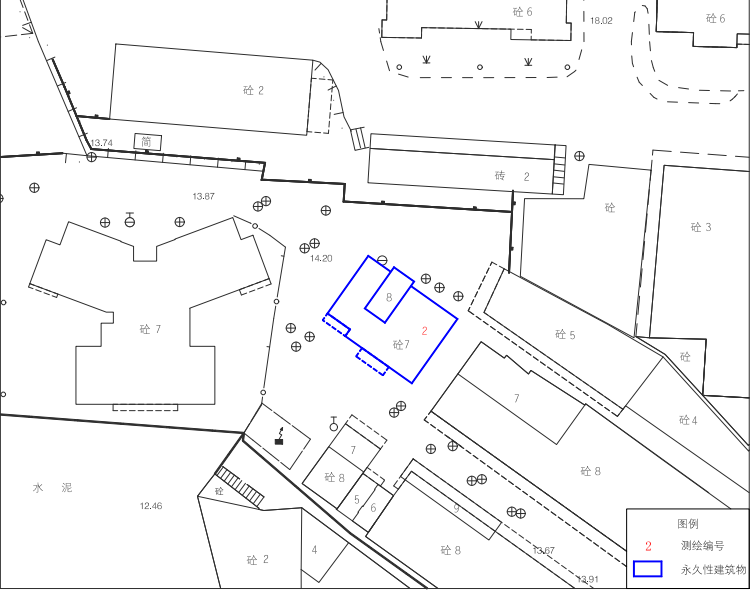 砼6
18.02
砼6
砼2
13.74
简
砖 2
13.87
砼
砼3
14.20
8
2
砼7
砼7
砼5
砼
7
砼4
7
砼8
砼8
5
6
9
水 泥
砼
12.46
砼2
4
砼8
13.67
13.91
图例
2 测绘编号
永久性建筑物